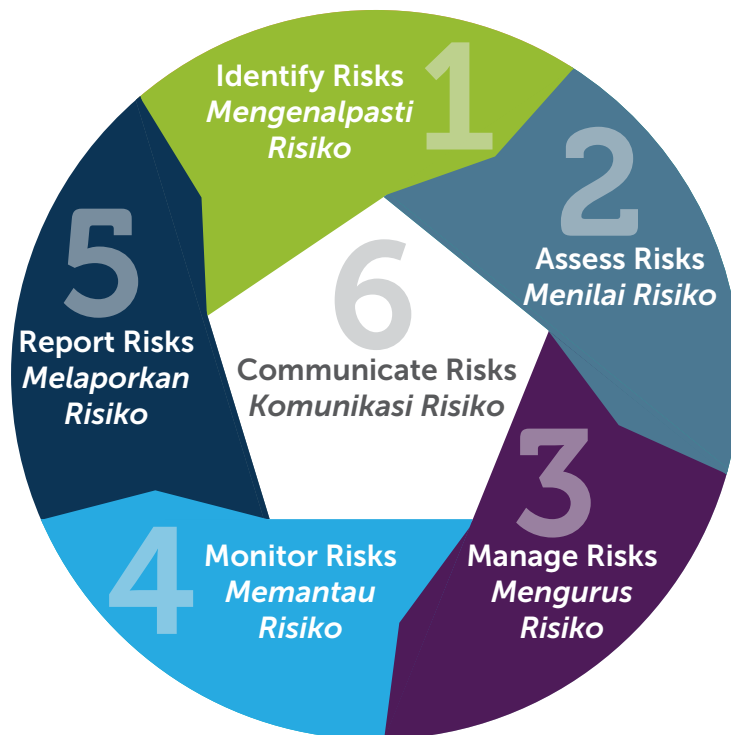 1
Identify Risks
Mengenalpasti
Risiko
2
Assess Risks
Menilai Risiko
3
Manage Risks
Mengurus
Risiko
4
Monitor Risks
Memantau
Risiko
5
Report Risks
Melaporkan
Risiko
6
Communicate Risks
Komunikasi Risiko